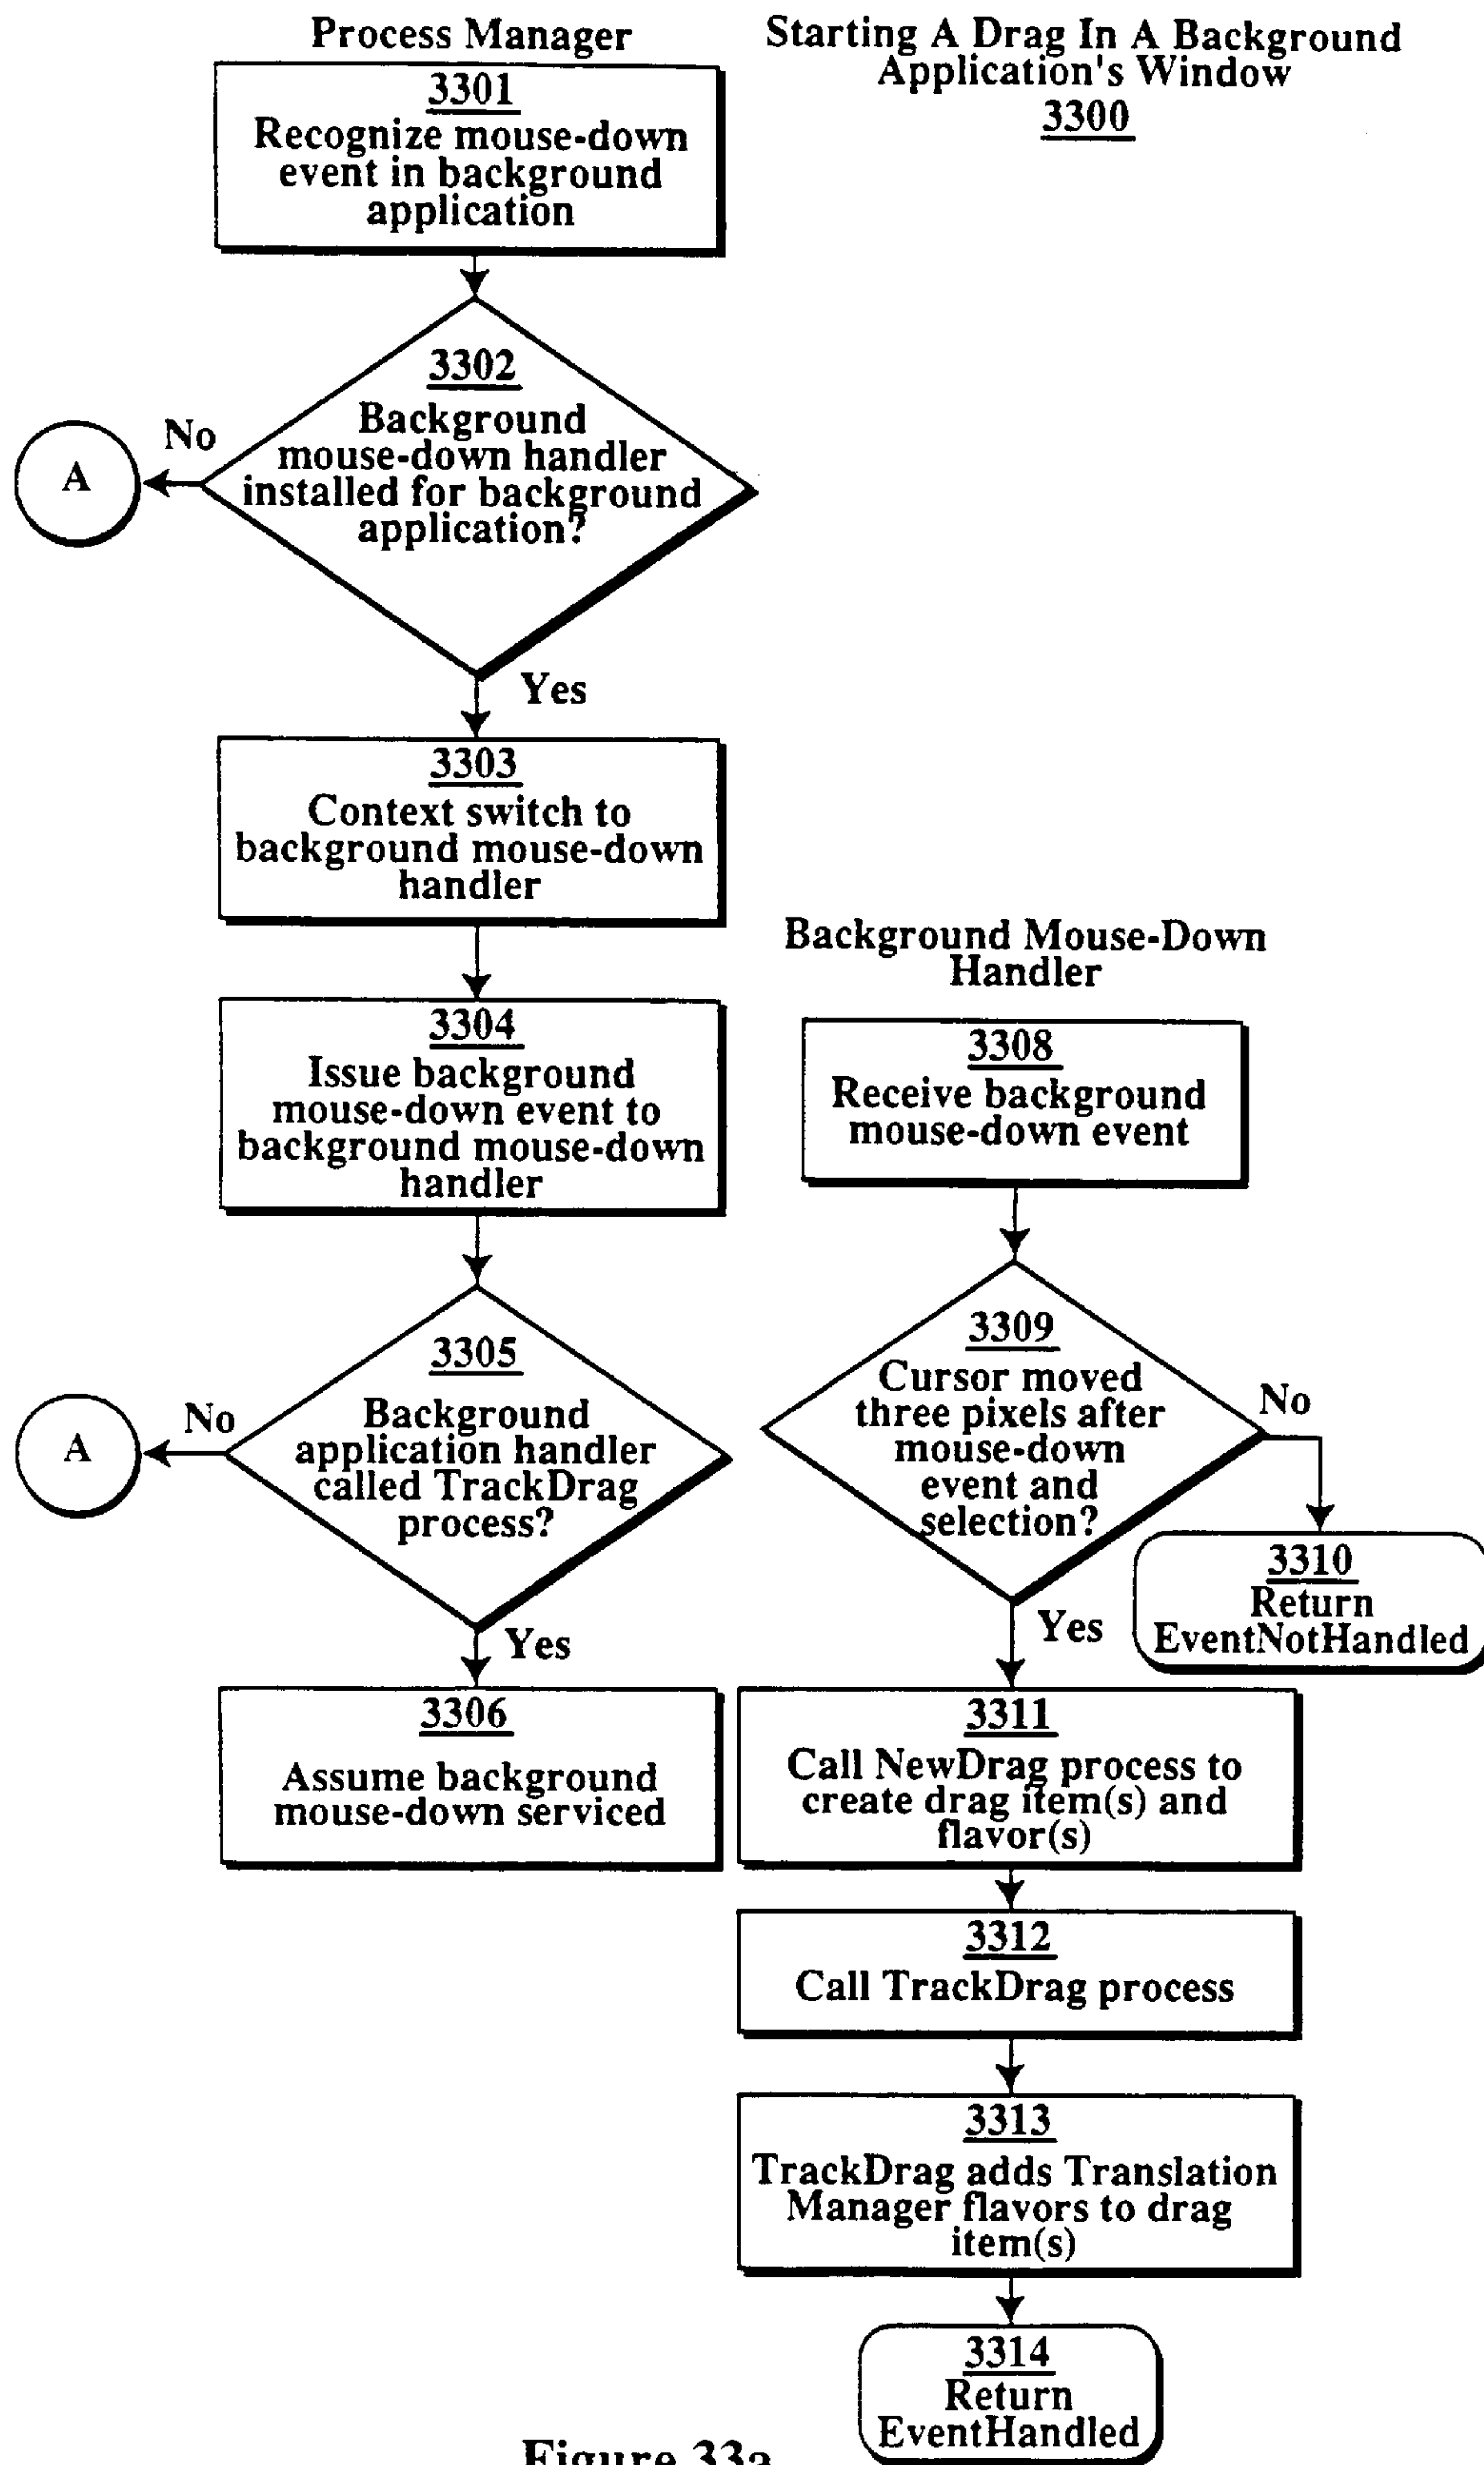 Process Manager
Starting A Drag In A Background
Application's Window
3300
3301
Recognize mouse-down
event in background
application
3302
Background
mouse-down handler
installed for background
application?
No
A
Yes
3303
Context switch to
background mouse-down
handler
3304
Issue background
mouse-down event to
background mouse-down
handler
3305
Background
application handler
called TrackDrag
process?
No
A
Yes
3306
Assume background
mouse-down serviced
Background Mouse-Down
Handler
3308
Receive background
mouse-down event
3309
Cursor moved
three pixels after
mouse-down
event and
selection?
No
3310
Return
EventNotHandled
Yes
3311
Call NewDrag process to
create drag item(s) and
flavor(s)
3312
Call TrackDrag process
3313
TrackDrag adds Translation
Manager flavors to drag
item(s)
3314
Return
EventHandled
Figure 33a